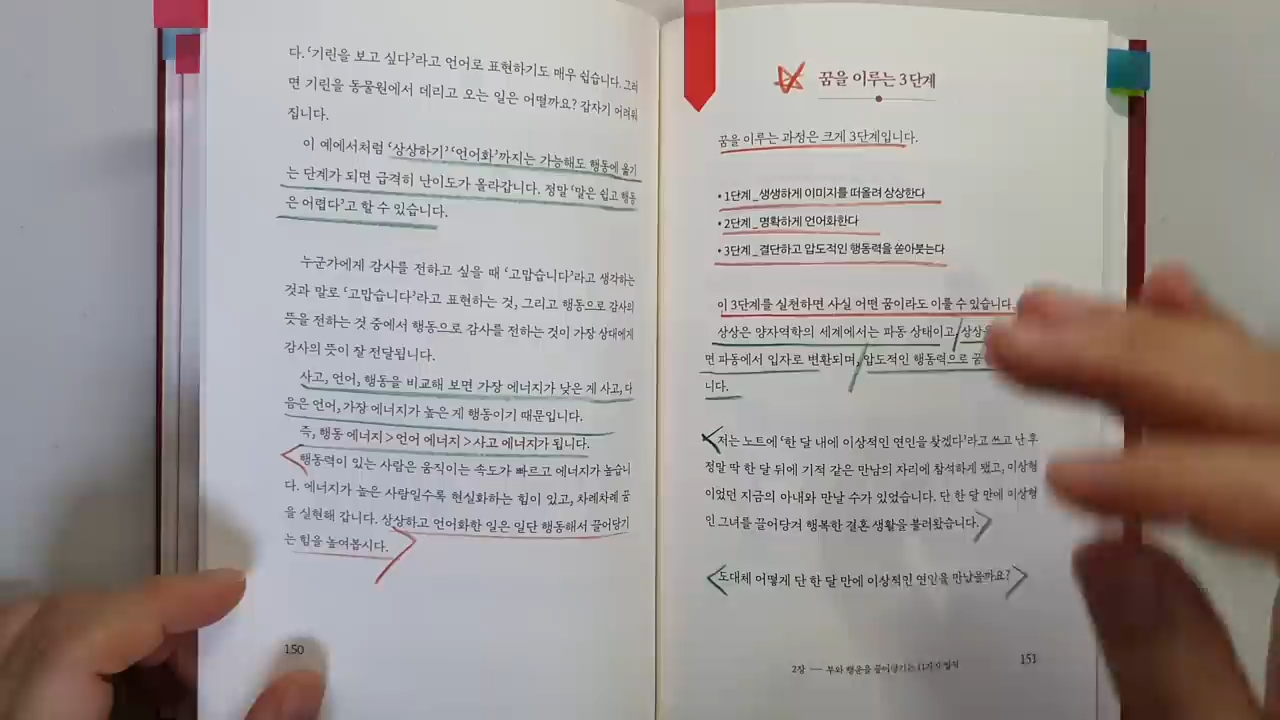 다. ‘기린을 보고 싶다’라고 언어로 표현하기도 매우 쉽습니다. 그러
면 기린을 동물원에서 데리고 오는 일은 어떨까요? 갑자기 어려워
집니다.
이 예에서처럼 ‘상상하기’ ‘언어화’까지는 가능해도 행동에 옮기
는 단계가 되면 급격히 난이도가 올라갑니다. 정말 ‘말은 쉽고 행동
은 어렵다’고 할 수 있습니다.
누군가에게 감사를 전하고 싶을 때 ‘고맙습니다’라고 생각하는
것과 말로 ‘고맙습니다’라고 표현하는 것, 그리고 행동으로 감사의
뜻을 전하는 것 중에서 행동으로 감사를 전하는 것이 가장 상대에게
감사의 뜻이 잘 전달됩니다.
사고, 언어, 행동을 비교해 보면 가장 에너지가 낮은 게 사고, 다
음은 언어, 가장 에너지가 높은 게 행동이기 때문입니다.
즉, 행동 에너지 > 언어 에너지 > 사고 에너지가 됩니다.
행동력이 있는 사람은 움직이는 속도가 빠르고 에너지가 높습니
다. 에너지가 높은 사람일수록 현실화하는 힘이 있고, 차례차례 꿈
을 실현해 갑니다. 상상하고 언어화한 일은 일단 행동해서 끌어당기
는 힘을 높여봅시다.
150
꿈을 이루는 3단계
꿈을 이루는 과정은 크게 3단계입니다.
• 1단계_생생하게 이미지를 떠올려 상상한다
• 2단계_명확하게 언어화한다
• 3단계_결단하고 압도적인 행동력을 쏟아붓는다
이 3단계를 실천하면 사실 어떤 꿈이라도 이룰 수 있습니다.
상상은 양자역학의 세계에서는 파동 상태이고, 상상을
면 파동에서 입자로 변환되며, 압도적인 행동력으로 꿈
니다.
저는 노트에 ‘한 달 내에 이상적인 연인을 찾겠다’라고 쓰고 난 후
정말 딱 한 달 뒤에 기적 같은 만남의 자리에 참석하게 됐고, 이상형
이었던 지금의 아내와 만날 수가 있었습니다. 단 한 달 만에 이상형
인 그녀를 끌어당겨 행복한 결혼 생활을 불러왔습니다.
도대체 어떻게 단 한 달 만에 이상적인 연인을 만났을까요?
2장 — 부와 행운을 끌어당기는 11가지 법칙
151